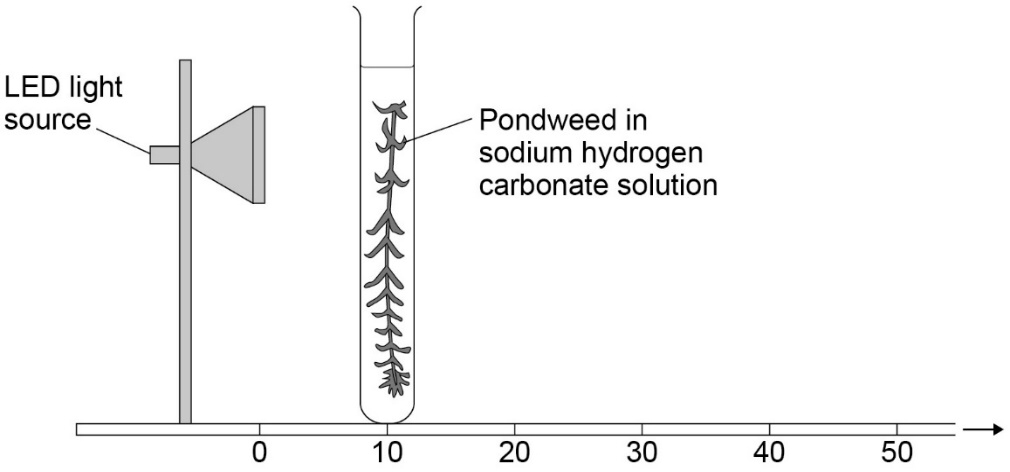 LED light
source
Pondweed in
sodium hydrogen
carbonate solution
0 10 20 30 40 50